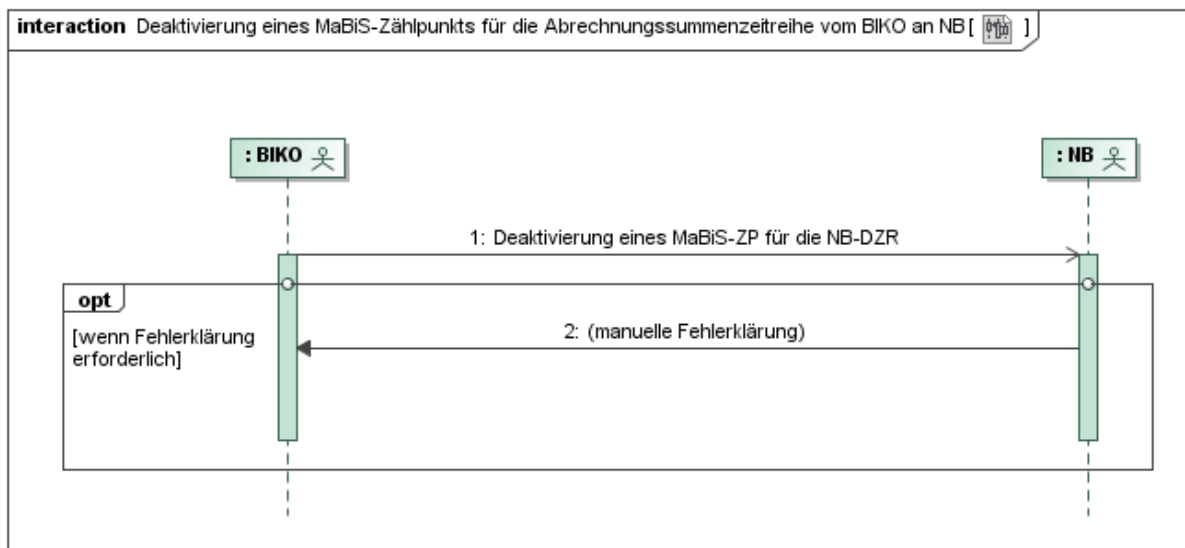 interaction Deaktivierung eines MaBiS-Zählpunkts für die Abrechnungssummenzeitreihe vom BIKO an NB [ ]
: BIKO
: NB
1: Deaktivierung eines MaBiS-ZP für die NB-DZR
opt
[wenn Fehlerklärung
erforderlich]
2: (manuelle Fehlerklärung)